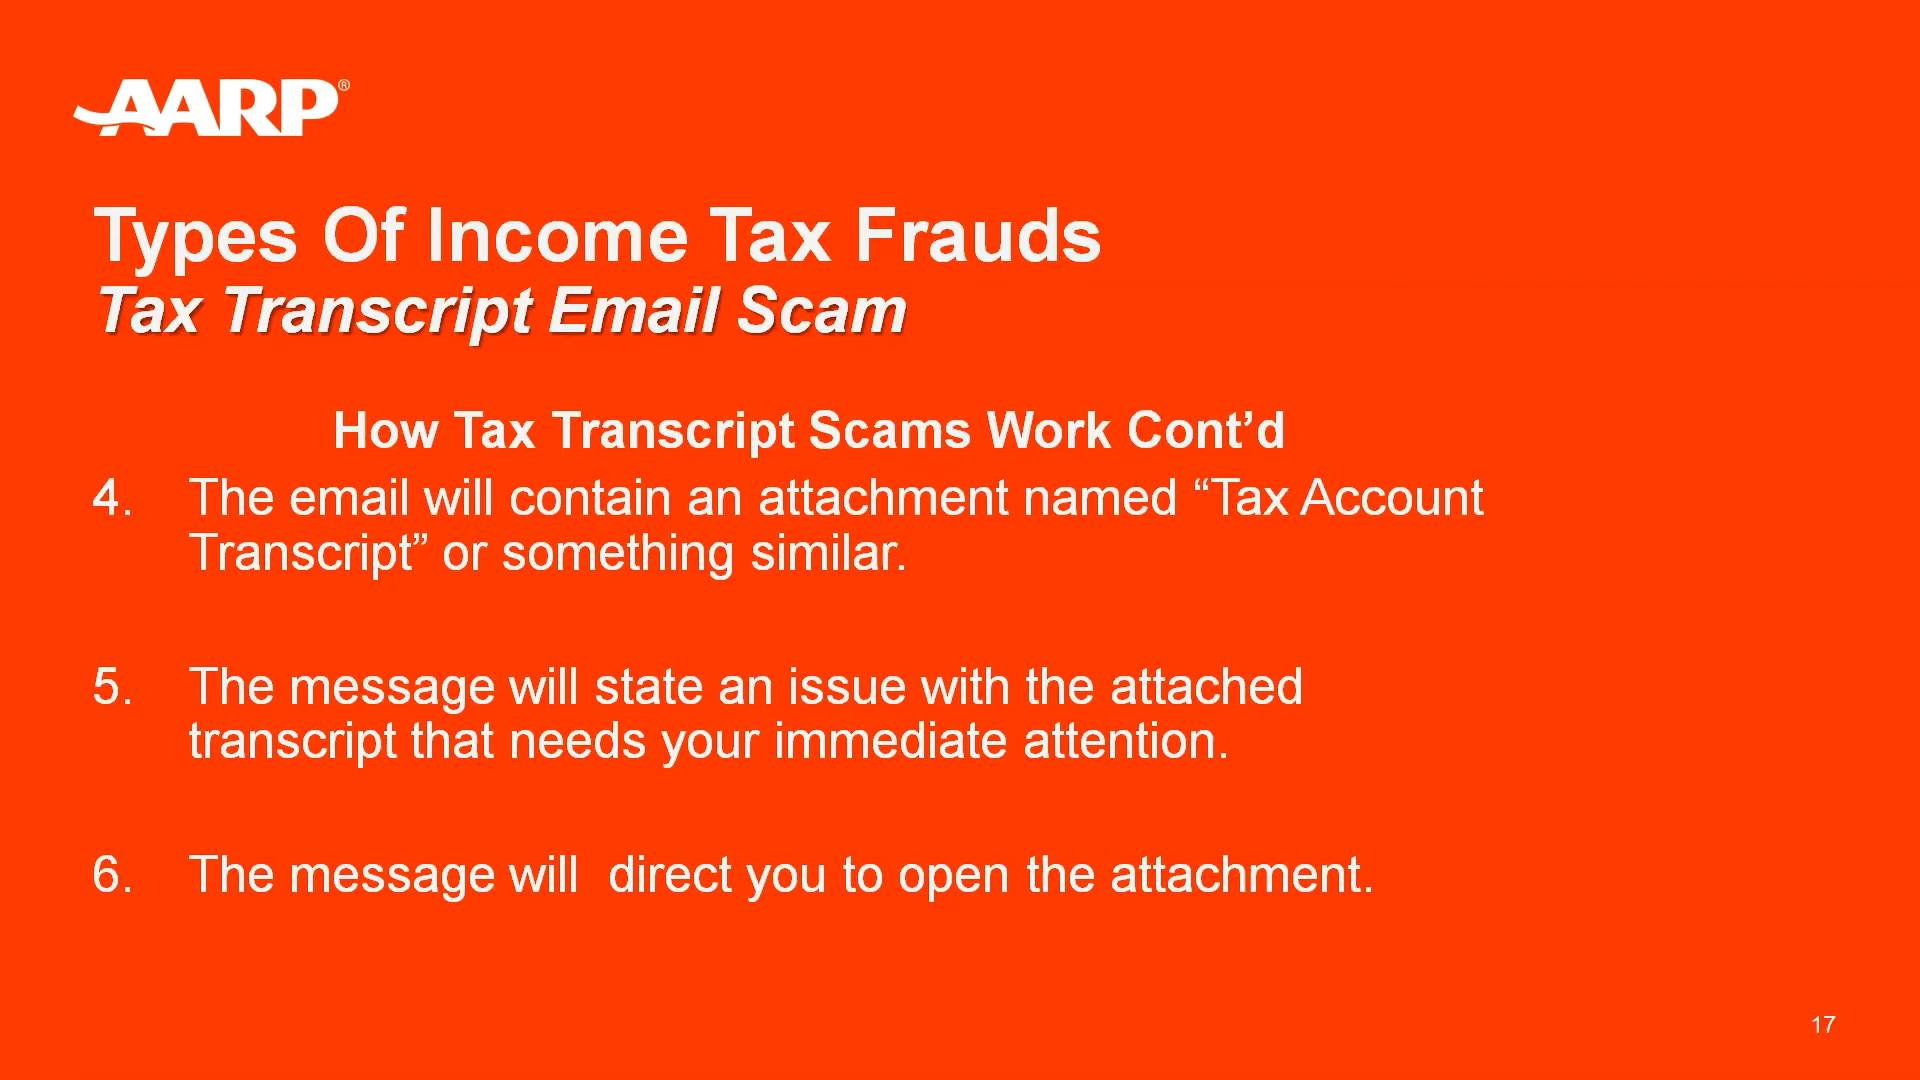 AARP®
Types Of Income Tax Frauds
Tax Transcript Email Scam
How Tax Transcript Scams Work Cont’d
4. The email will contain an attachment named “Tax Account
Transcript” or something similar.
5. The message will state an issue with the attached
transcript that needs your immediate attention.
6. The message will  direct you to open the attachment.
17